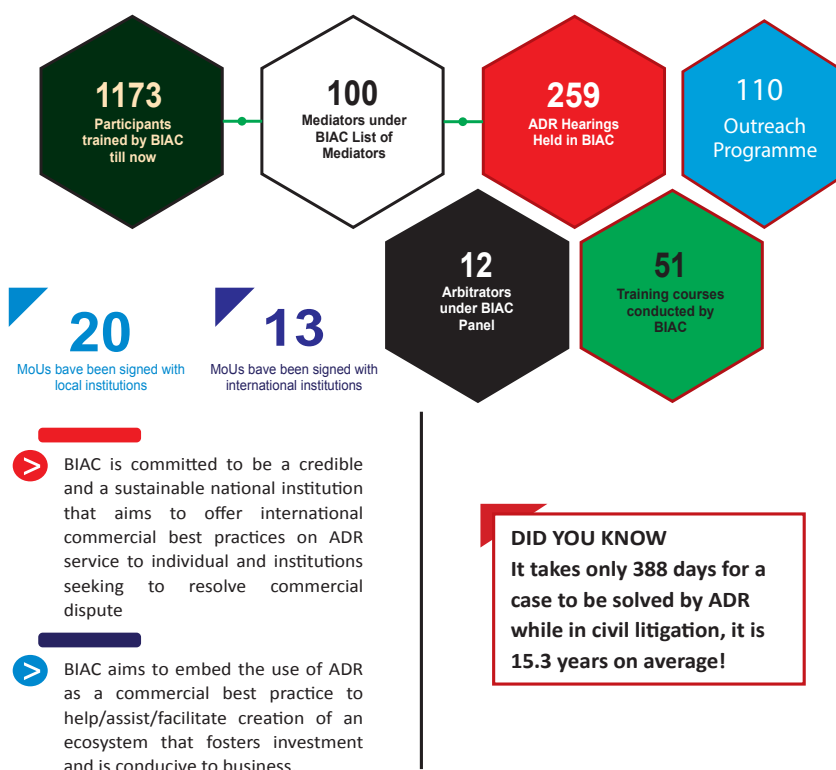 1173
Participants
trained by BIAC
till now
100
Mediators under
BIAC List of
Mediators
259
ADR Hearings
Held in BIAC
110
Outreach
Programme
12
Arbitrators
under BIAC
Panel
51
Training courses
conducted by
BIAC
20
MoUs bave been signed with
local institutions
13
MoUs bave been signed with
international institutions
> BIAC is committed to be a credible
and a sustainable national institution
that aims to offer international
commercial best practices on ADR
service to individual and institutions
seeking to resolve commercial
dispute
> BIAC aims to embed the use of ADR
as a commercial best practice to
help/assist/facilitate creation of an
ecosystem that fosters investment
and is conducive to business
DID YOU KNOW
It takes only 388 days for a
case to be solved by ADR
while in civil litigation, it is
15.3 years on average!